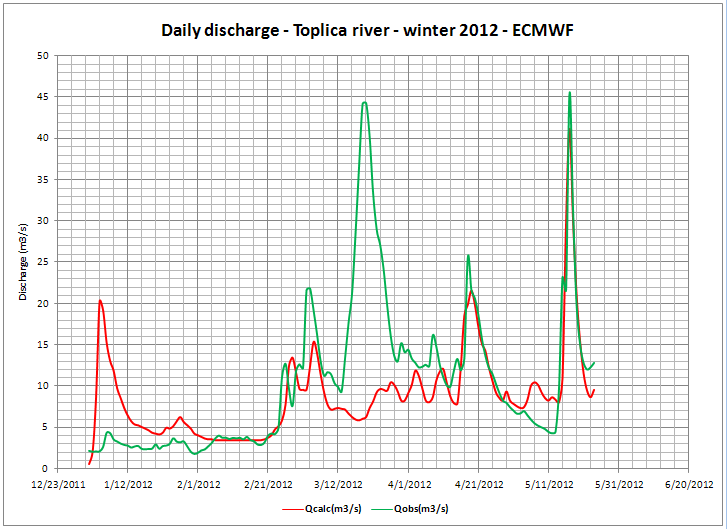 Daily discharge - Toplica river - winter 2012 - ECMWF
50
45
40
35
30
25
20
15
10
5
0
Discharge (m3/s)
12/23/2011 1/12/2012 2/1/2012 2/21/2012 3/12/2012 4/1/2012 4/21/2012 5/11/2012 5/31/2012 6/20/2012
Qcalc(m3/s) Qobs(m3/s)